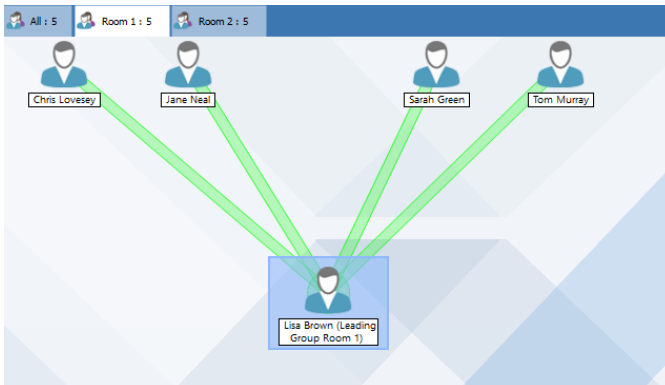 All : 5
Room 1 : 5
Room 2 : 5
Chris Lovesey
Jane Neal
Sarah Green
Tom Murray
Lisa Brown (Leading
Group Room 1)